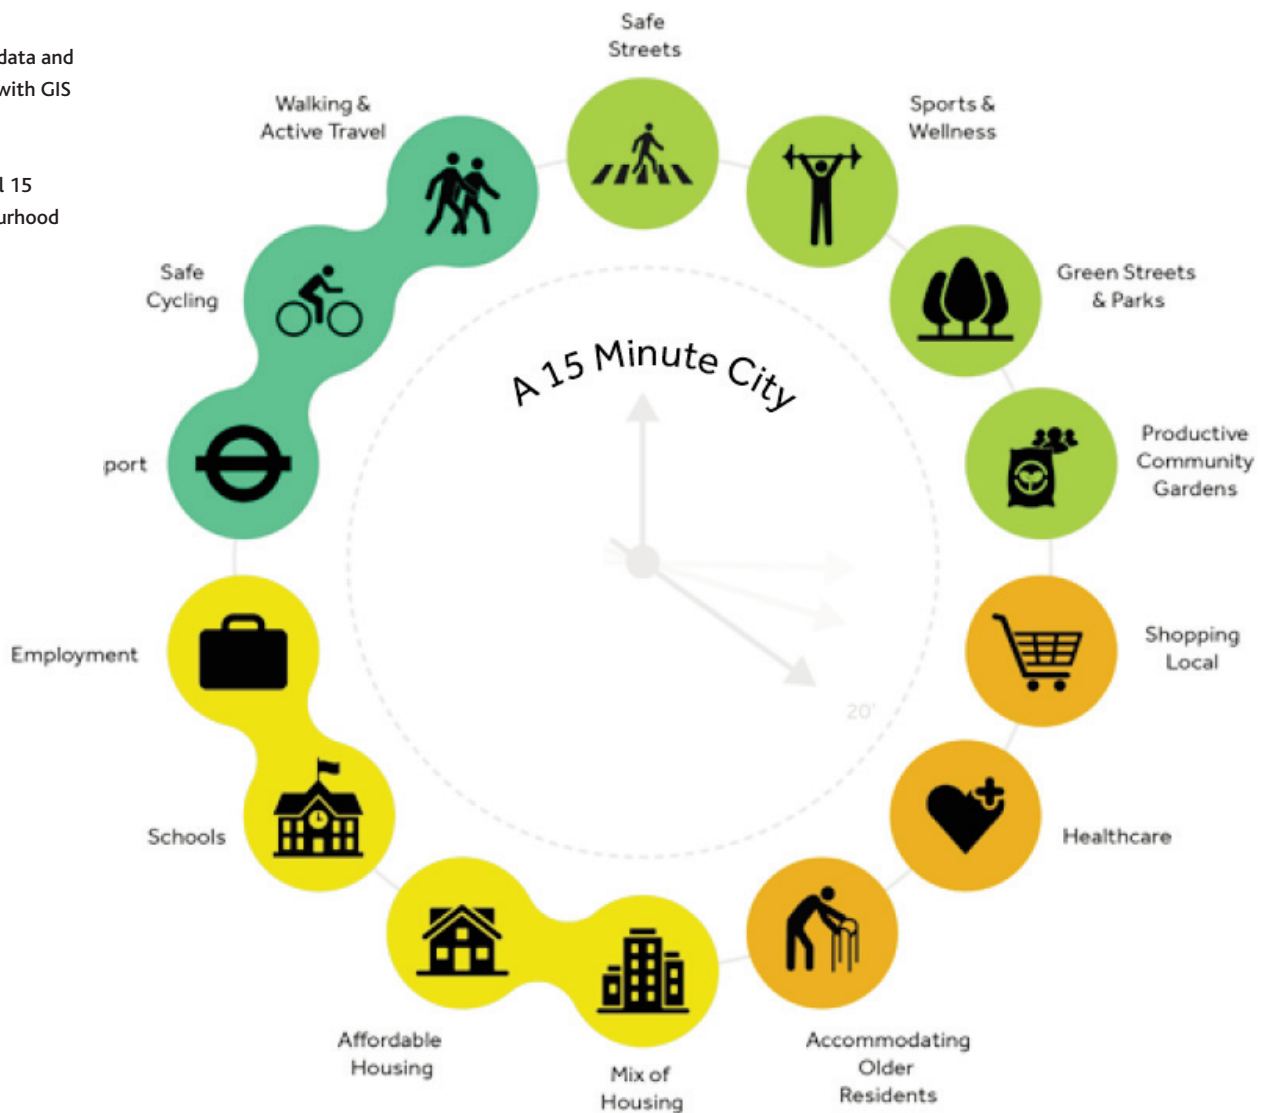 data and
with GIS
15
urhood
Safe
Streets
Sports &
Wellness
Green Streets
& Parks
Productive
Community
Gardens
Shopping
Local
Healthcare
Accommodating
Older
Residents
Mix of
Housing
Affordable
Housing
Schools
Employment
port
Safe
Cycling
Walking &
Active Travel
A 15 Minute City
20'